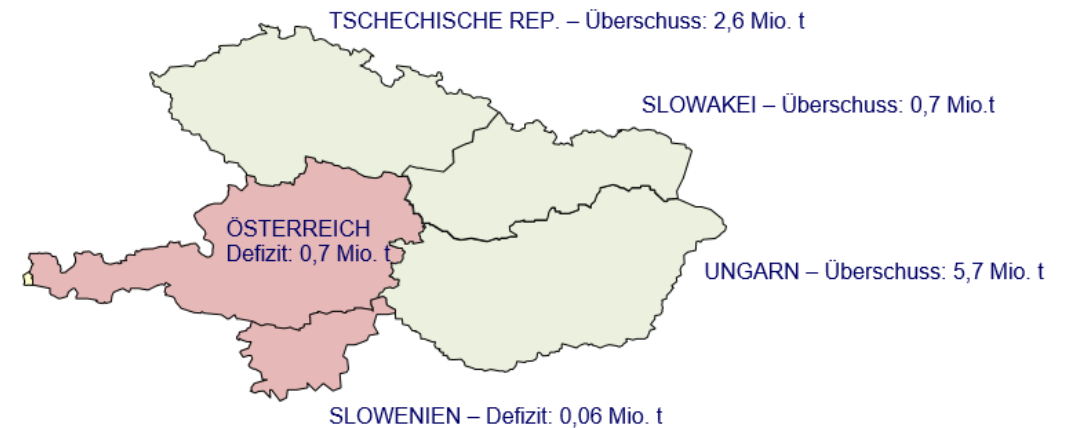 TSCHECHISCHE REP. – Überschuss: 2,6 Mio. t
SLOWAKEI – Überschuss: 0,7 Mio.t
ÖSTERREICH
Defizit: 0,7 Mio. t
UNGARN – Überschuss: 5,7 Mio. t
SLOWENIEN – Defizit: 0,06 Mio. t